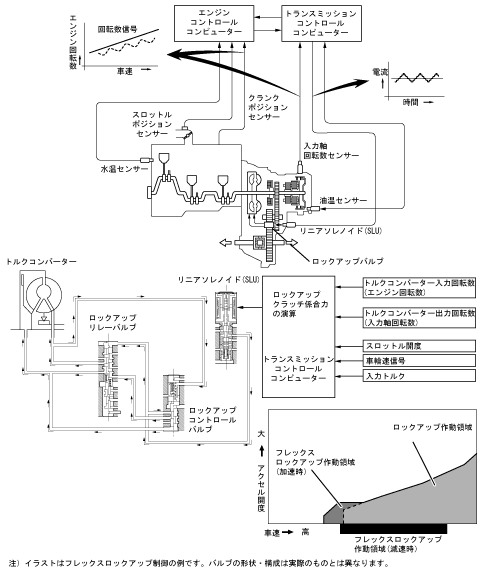 エンジン
コントロール
コンピューター
トランスミッション
コントロール
コンピューター
エンジン回転数
回転数信号
車速
電流
時間
スロットル
ポジション
センサー
クランク
ポジション
センサー
水温センサー
入力軸
回転数センサー
油温センサー
リニアソレノイド(SLU)
ロックアップバルブ
トルクコンバーター
ロックアップ
リレーバルブ
リニアソレノイド(SLU)
ロックアップ
コントロール
バルブ
ロックアップ
クラッチ係合力
の演算
トランスミッション
コントロール
コンピューター
トルクコンバーター入力回転数
(エンジン回転数)
トルクコンバーター出力回転数
(入力軸回転数)
スロットル開度
車輪速信号
入力トルク
大
アクセル開度
フレックス
ロックアップ作動領域
(加速時)
ロックアップ作動領域
車速
高
フレックスロックアップ
作動領域(減速時)
注）イラストはフレックスロックアップ制御の例です。バルブの形状・構成は実際のものとは異なります。